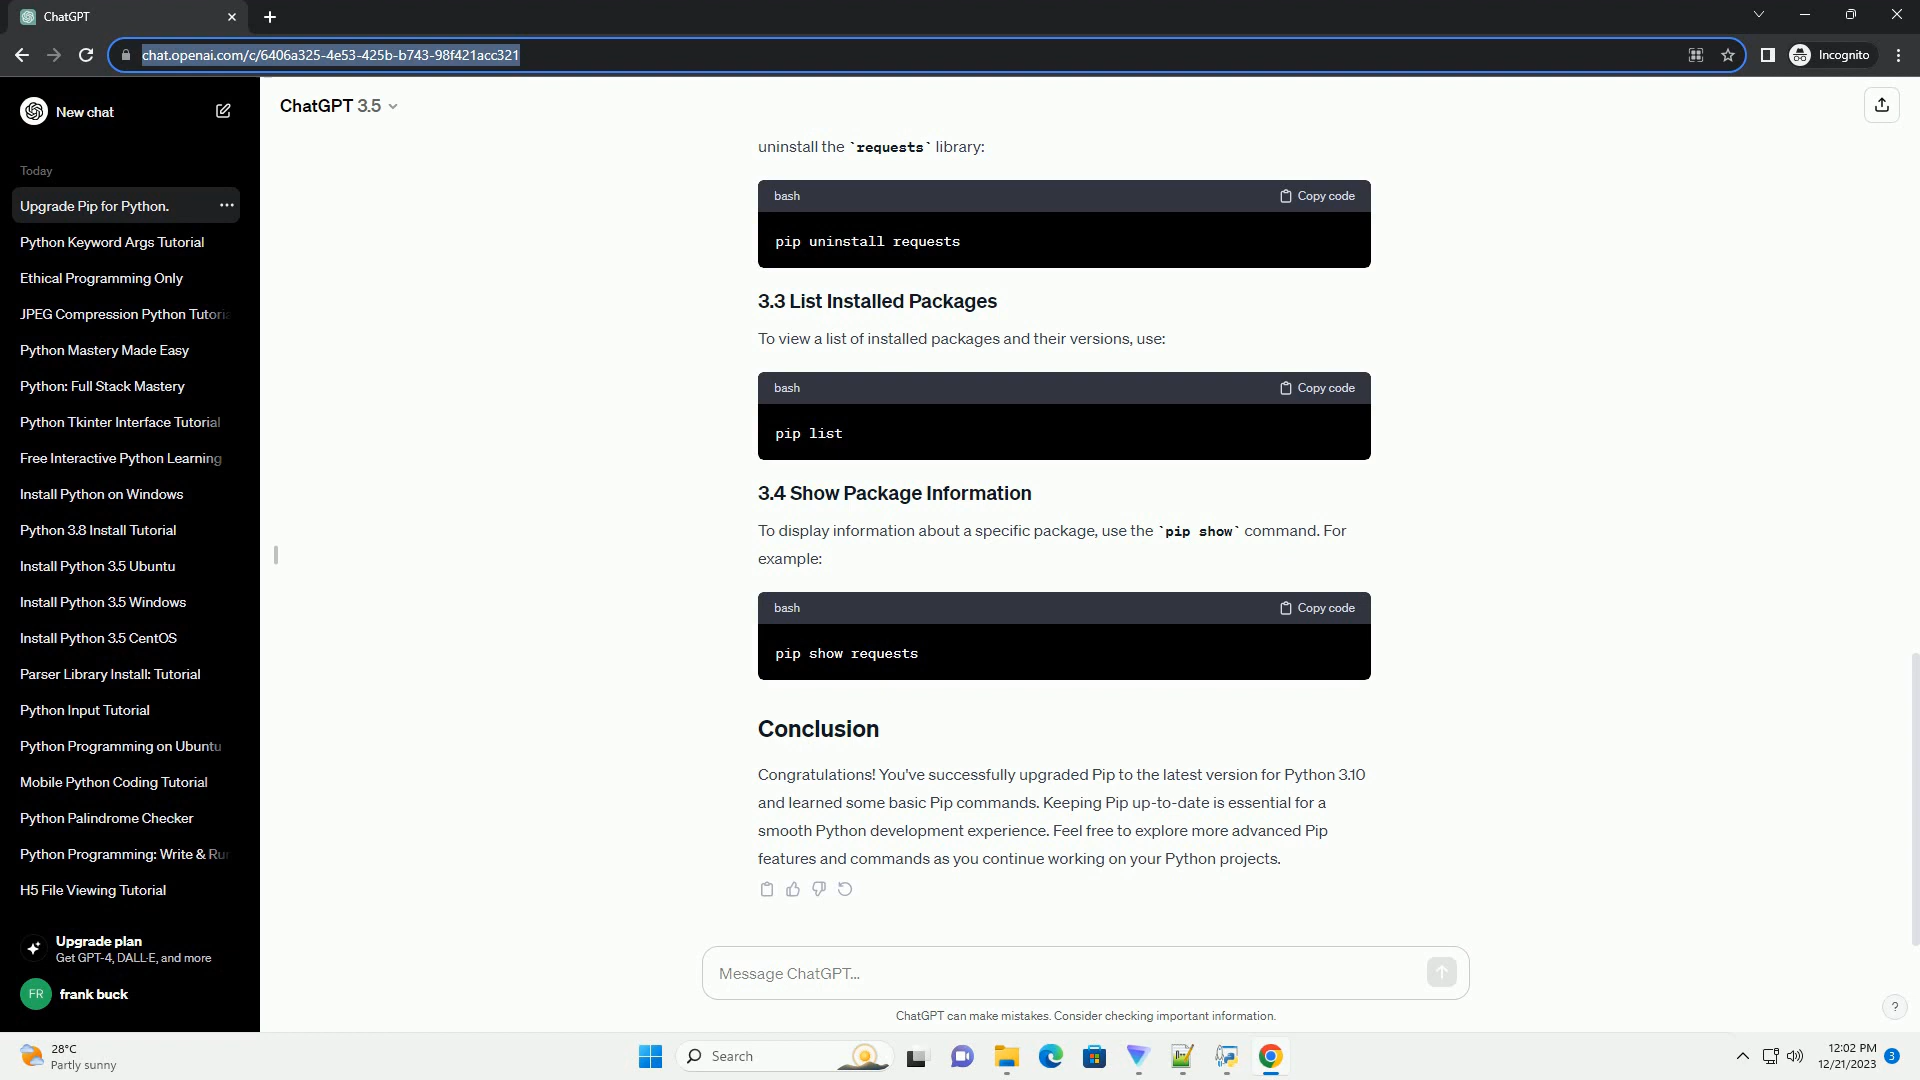 ChatGPT
chat.openai.com/c/6406a325-4e53-425b-b743-98f421acc321
Incognito
New chat
Today
Upgrade Pip for Python.
Python Keyword Args Tutorial
Ethical Programming Only
JPEG Compression Python Tutoria
Python Mastery Made Easy
Python: Full Stack Mastery
Python Tkinter Interface Tutorial
Free Interactive Python Learning
Install Python on Windows
Python 3.8 Install Tutorial
Install Python 3.5 Ubuntu
Install Python 3.5 Windows
Install Python 3.5 CentOS
Parser Library Install: Tutorial
Python Input Tutorial
Python Programming on Ubuntu
Mobile Python Coding Tutorial
Python Palindrome Checker
Python Programming: Write & Run
H5 File Viewing Tutorial
Upgrade plan
Get GPT-4, DALL·E, and more
FR frank buck
ChatGPT 3.5
uninstall the `requests` library:
bash Copy code
pip uninstall requests
3.3 List Installed Packages
To view a list of installed packages and their versions, use:
bash Copy code
pip list
3.4 Show Package Information
To display information about a specific package, use the `pip show` command. For
example:
bash Copy code
pip show requests
Conclusion
Congratulations! You've successfully upgraded Pip to the latest version for Python 3.10
and learned some basic Pip commands. Keeping Pip up-to-date is essential for a
smooth Python development experience. Feel free to explore more advanced Pip
features and commands as you continue working on your Python projects.
Message ChatGPT...
ChatGPT can make mistakes. Consider checking important information.
?
28°C
Partly sunny
Search
12:02 PM
12/21/2023
3